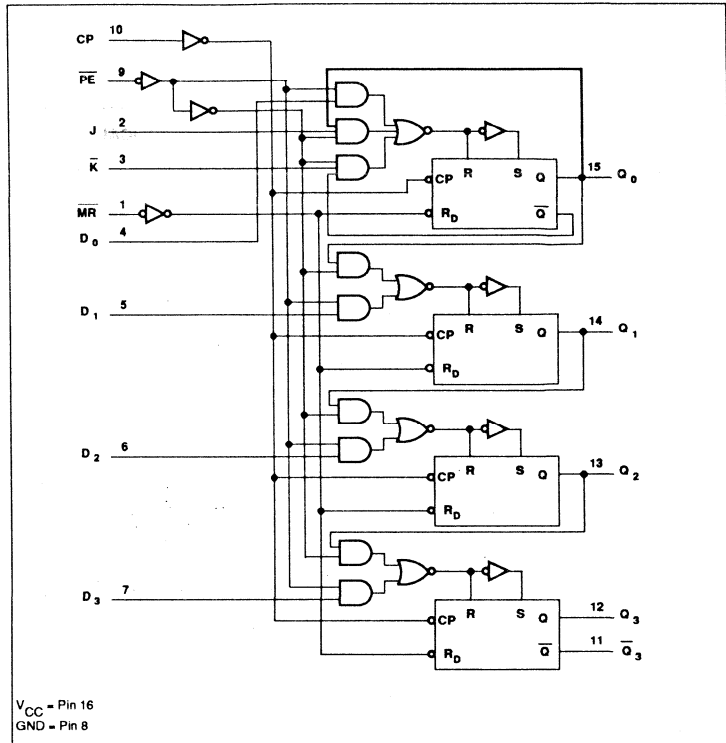 CP 10
PE 9
J 2
K 3
MR 1
D0 4
R S Q 15 Q0
CP
Q
RD
D1 5
R S Q 14 Q1
CP
RD
D2 6
R S Q 13 Q2
CP
RD
D3 7
R S Q 12 Q3
CP
Q 11 Q3
RD
VCC = Pin 16
GND = Pin 8